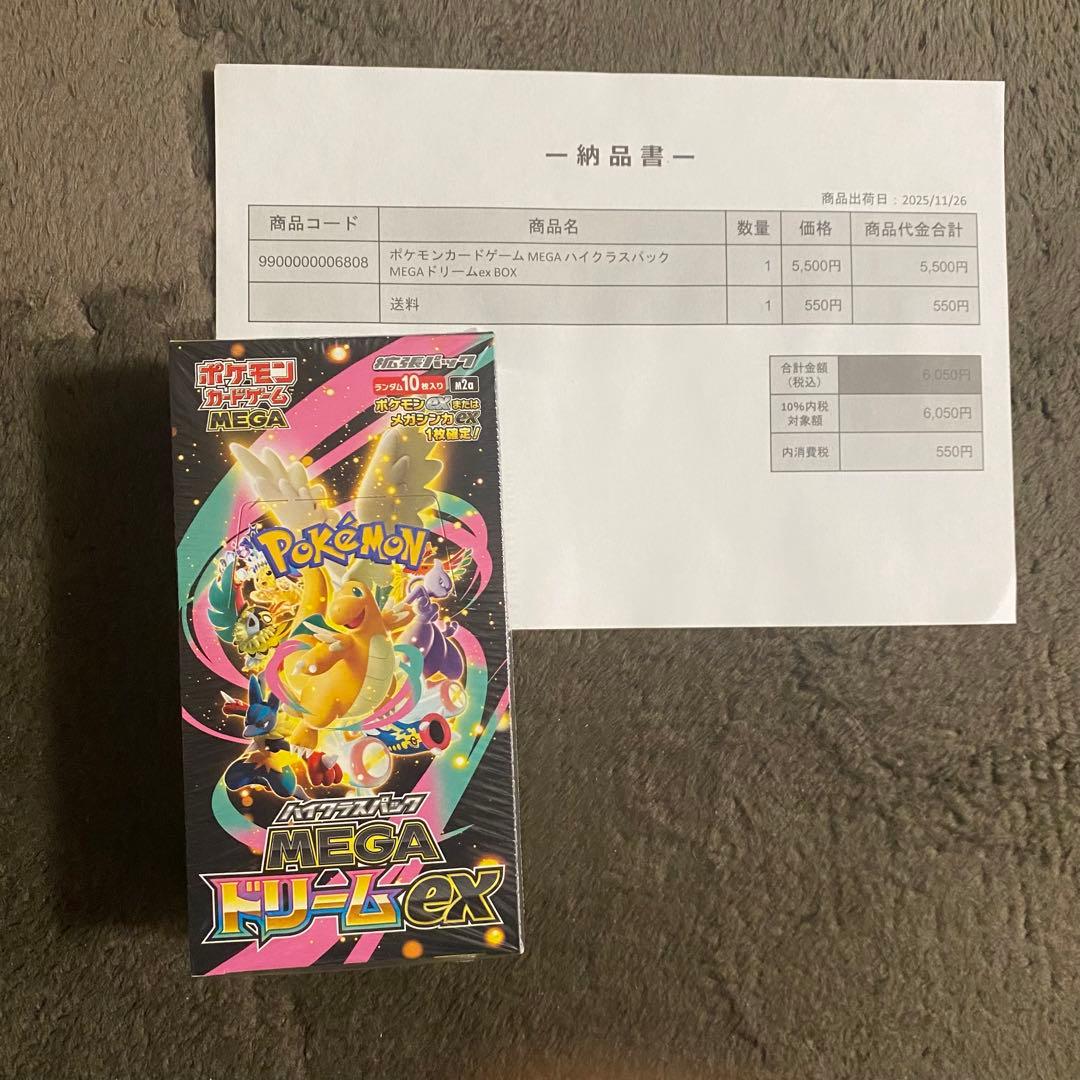 ー納品書ー
商品出荷日：2025/11/26
商品コード 商品名 数量 価格 商品代金合計
9900000006808 ポケモンカードゲーム MEGA ハイクラスパック
MEGAドリームex BOX 1 5,500円 5,500円
送料 1 550円 550円
合計金額
（税込） 6,050円
10%内税
対象額 6,050円
内消費税 550円
ポケモン
カードゲーム
MEGA
拡張パック
ランダム10枚入り M2a
ポケモンexまたは
メガシンカex
1枚確定!
POKéMON
ハイクラスパック
MEGA
ドリームex